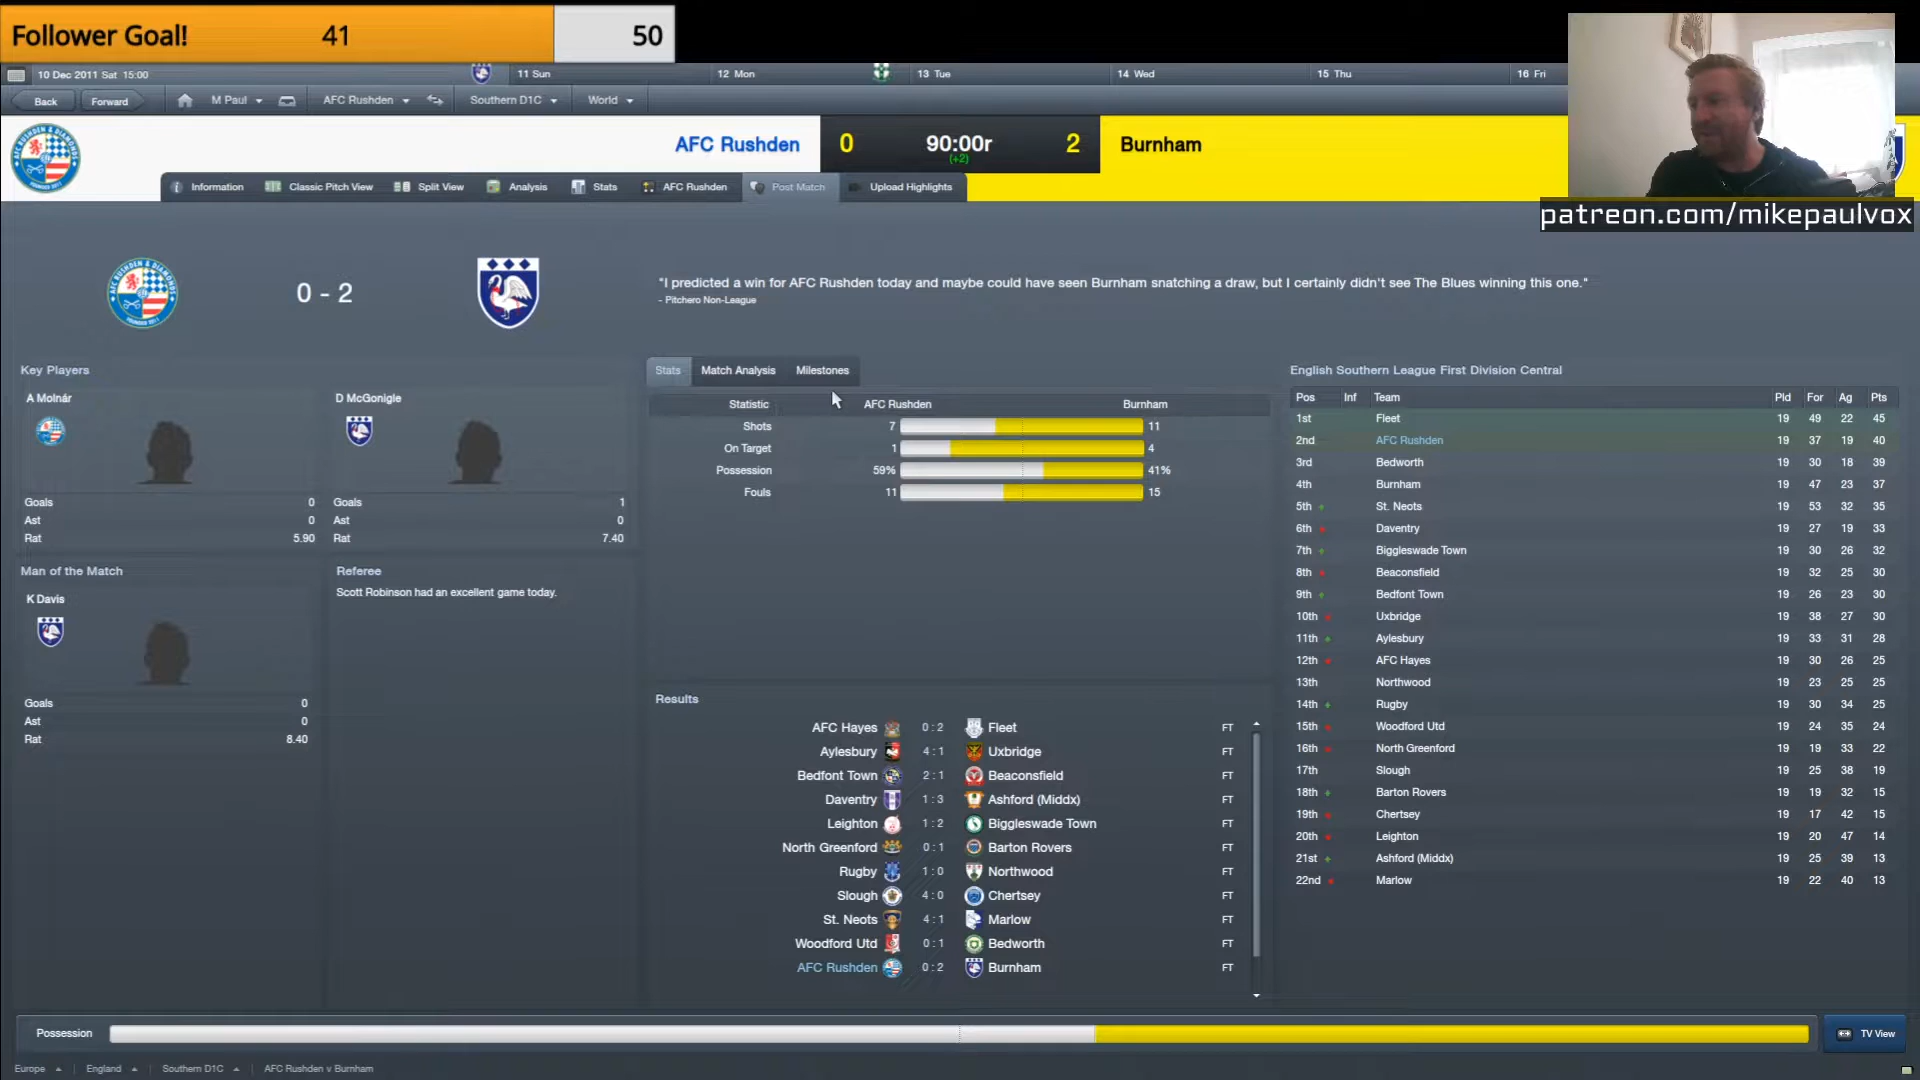 Follower Goal! 41 50
10 Dec 2011 Sat 15:00 11 Sun 12 Mon 13 Tue 14 Wed 15 Thu 16 Fri
Back Forward M Paul AFC Rushden Southern D1C World
AFC Rushden 0 90:00r 2 Burnham
(+2)
Information Classic Pitch View Split View Analysis Stats AFC Rushden Post Match Upload Highlights
patreon.com/mikepaulvox
0 - 2
"I predicted a win for AFC Rushden today and maybe could have seen Burnham snatching a draw, but I certainly didn't see The Blues winning this one."
- Pitchero Non-League
Key Players
A Molnár
Goals 0
Ast 0
Rat 5.90
D McGonigle
Goals 1
Ast 0
Rat 7.40
Man of the Match
K Davis
Goals 0
Ast 0
Rat 8.40
Referee
Scott Robinson had an excellent game today.
Stats Match Analysis Milestones
Statistic AFC Rushden Burnham
Shots 7 11
On Target 1 4
Possession 59% 41%
Fouls 11 15
Results
AFC Hayes 0 : 2 Fleet FT
Aylesbury 4 : 1 Uxbridge FT
Bedfont Town 2 : 1 Beaconsfield FT
Daventry 1 : 3 Ashford (Middx) FT
Leighton 1 : 2 Biggleswade Town FT
North Greenford 0 : 1 Barton Rovers FT
Rugby 1 : 0 Northwood FT
Slough 4 : 0 Chertsey FT
St. Neots 4 : 1 Marlow FT
Woodford Utd 0 : 1 Bedworth FT
AFC Rushden 0 : 2 Burnham FT
English Southern League First Division Central
Pos Inf Team Pld For Ag Pts
1st Fleet 19 49 22 45
2nd AFC Rushden 19 37 19 40
3rd Bedworth 19 30 18 39
4th Burnham 19 47 23 37
5th St. Neots 19 53 32 35
6th Daventry 19 27 19 33
7th Biggleswade Town 19 30 26 32
8th Beaconsfield 19 32 25 30
9th Bedfont Town 19 26 23 30
10th Uxbridge 19 38 27 30
11th Aylesbury 19 33 31 28
12th AFC Hayes 19 30 26 25
13th Northwood 19 23 25 25
14th Rugby 19 30 34 25
15th Woodford Utd 19 24 35 24
16th North Greenford 19 19 33 22
17th Slough 19 25 38 19
18th Barton Rovers 19 19 32 15
19th Chertsey 19 17 42 15
20th Leighton 19 20 47 14
21st Ashford (Middx) 19 25 39 13
22nd Marlow 19 22 40 13
Possession TV View
Europe England Southern D1C AFC Rushden v Burnham